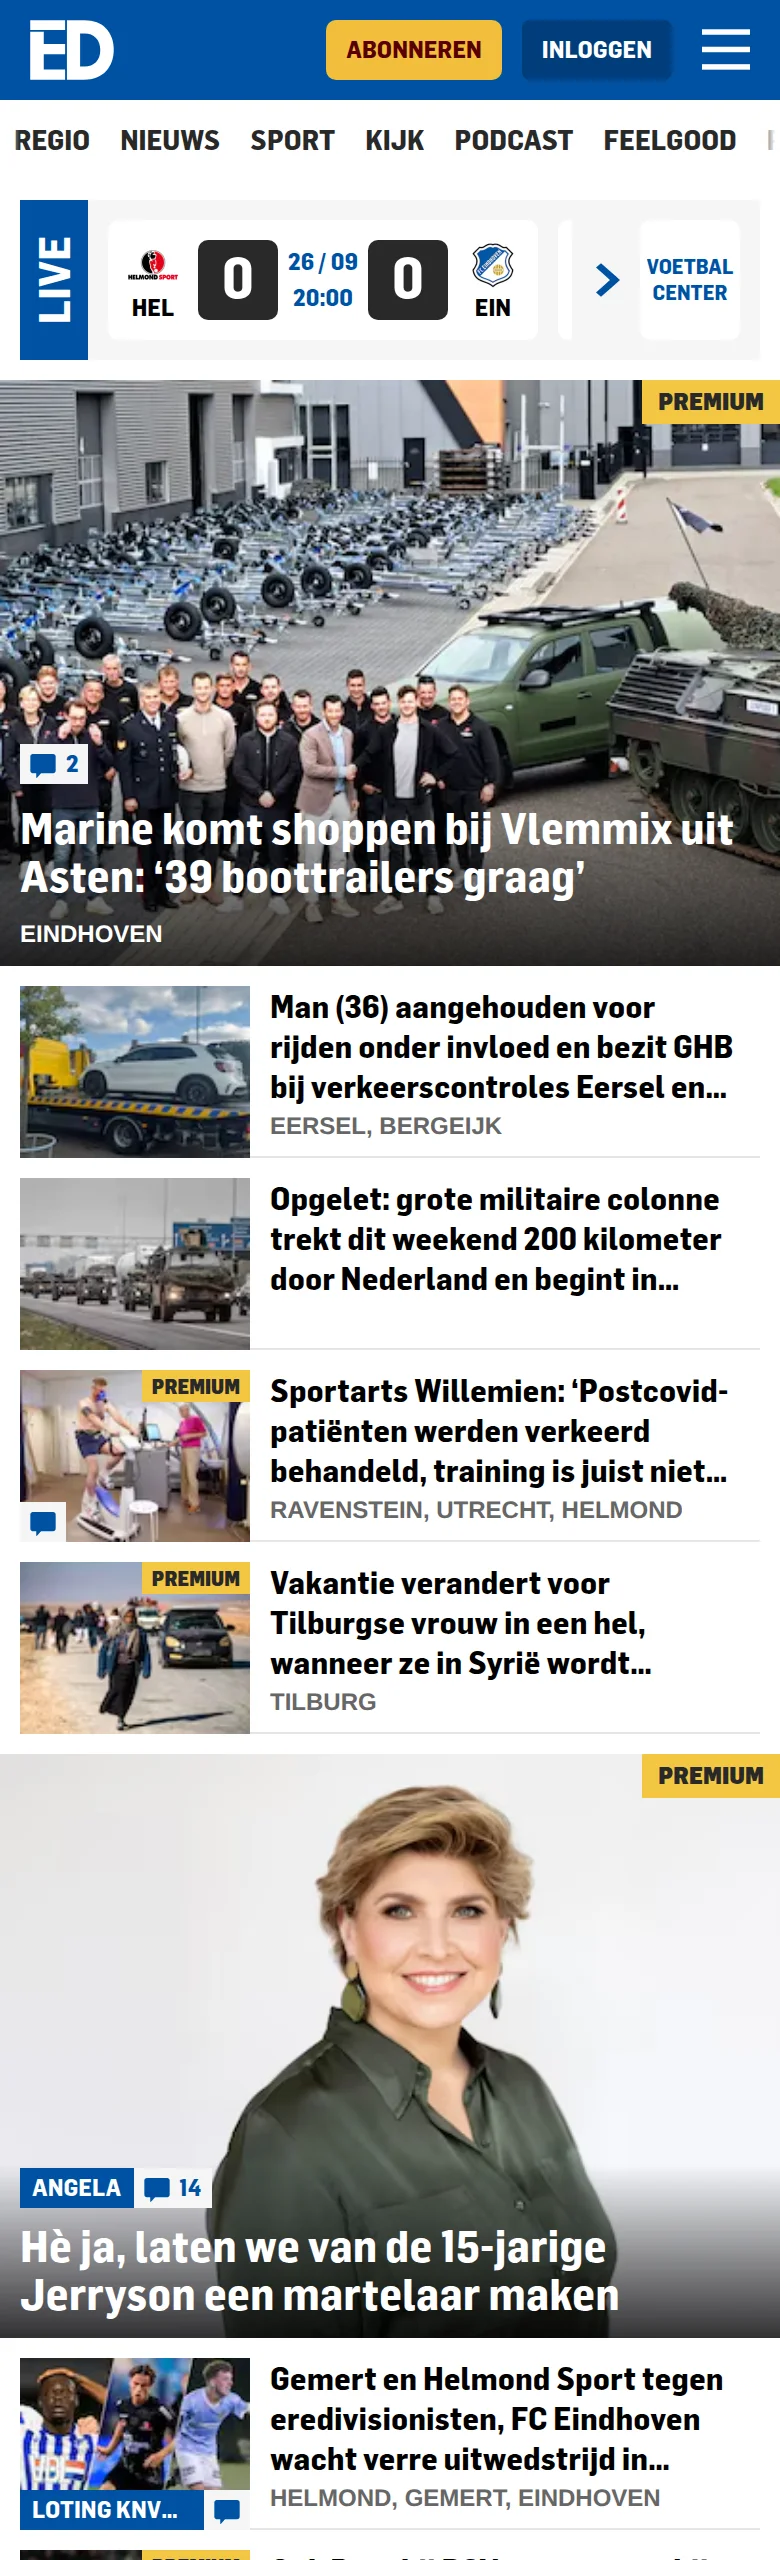 ED
ABONNEREN
INLOGGEN
REGIO NIEUWS SPORT KIJK PODCAST FEELGOOD
LIVE
HELMOND SPORT
HEL
0
26 / 09
20:00
0
EIN
VOETBAL
CENTER
PREMIUM
2
Marine komt shoppen bij Vlemmix uit
Asten: ‘39 boottrailers graag’
EINDHOVEN
Man (36) aangehouden voor
rijden onder invloed en bezit GHB
bij verkeerscontroles Eersel en...
EERSEL, BERGEIJK
Opgelet: grote militaire colonne
trekt dit weekend 200 kilometer
door Nederland en begint in...
PREMIUM
Sportarts Willemien: ‘Postcovid-
patiënten werden verkeerd
behandeld, training is juist niet...
RAVENSTEIN, UTRECHT, HELMOND
PREMIUM
Vakantie verandert voor
Tilburgse vrouw in een hel,
wanneer ze in Syrië wordt...
TILBURG
PREMIUM
ANGELA
14
Hè ja, laten we van de 15-jarige
Jerryson een martelaar maken
Gemert en Helmond Sport tegen
eredivisionisten, FC Eindhoven
wacht verre uitwedstrijd in...
LOTING KNV...
HELMOND, GEMERT, EINDHOVEN